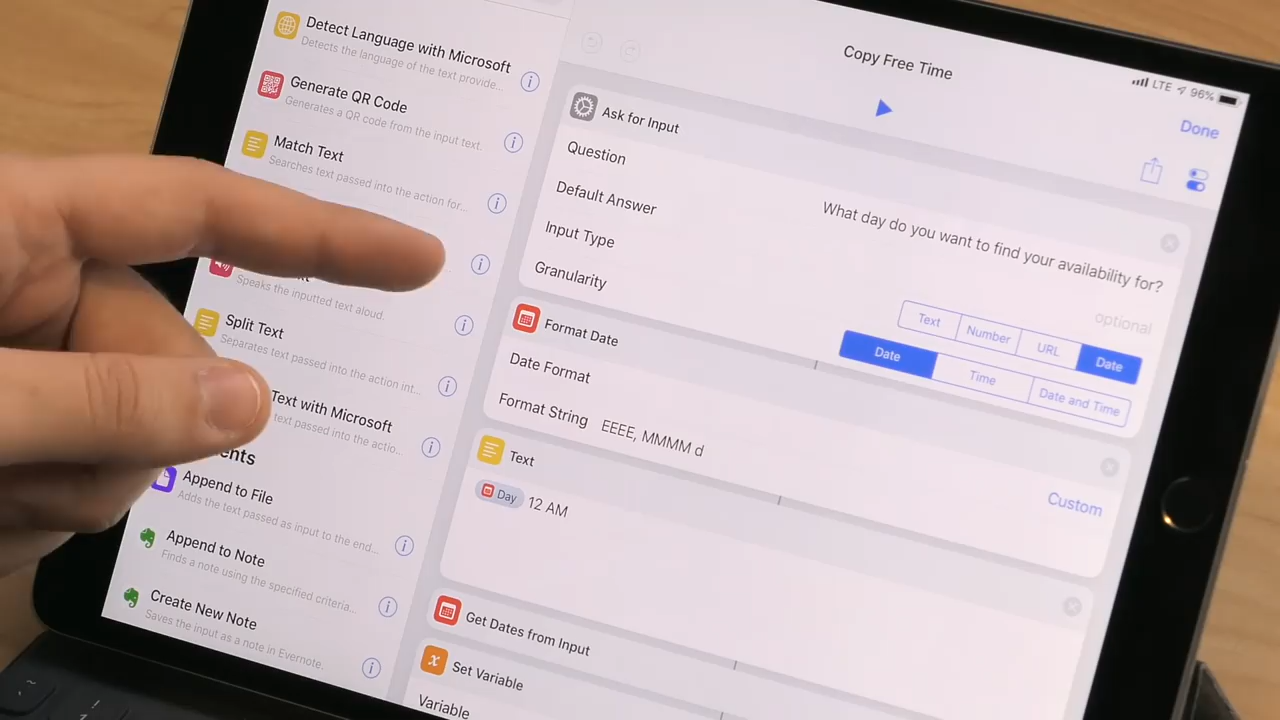 Detect Language with Microsoft
Detects the language of the text provide...
Generate QR Code
Generates a QR code from the input text.
Match Text
Searches text passed into the action for...
Speaks the inputted text aloud.
Split Text
Separates text passed into the action int...
Text with Microsoft
text passed into the actio...
Append to File
Adds the text passed as input to the end...
Append to Note
Finds a note using the specified criteria...
Create New Note
Saves the input as a note in Evernote.
Copy Free Time
LTE 96%
Done
Ask for Input
Question
What day do you want to find your availability for?
Default Answer
optional
Input Type
Text Number URL Date
Granularity
Date Time Date and Time
Format Date
Date Format
Custom
Format String EEEE, MMMM d
Text
Day 12 AM
Get Dates from Input
x Set Variable
Variable